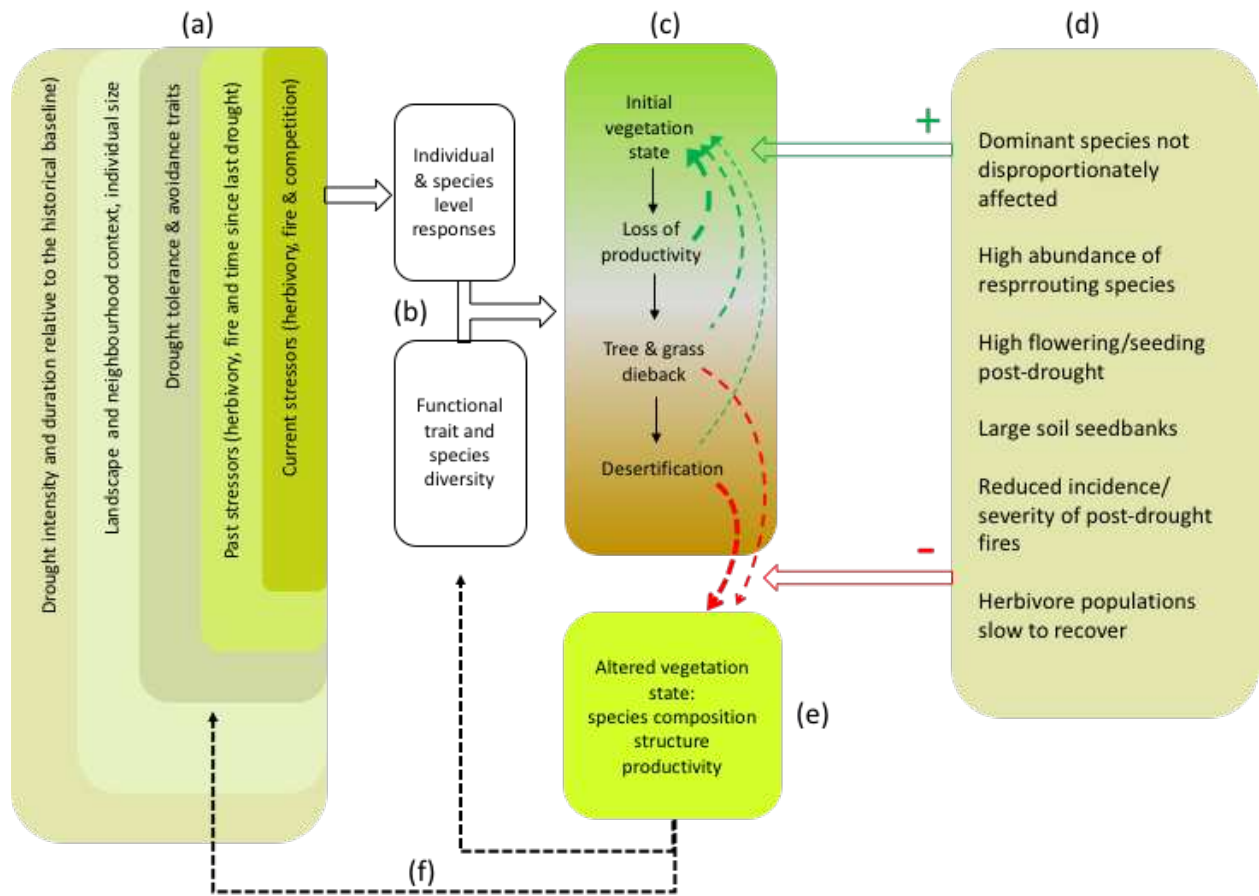 (a)
Drought intensity and duration relative to the historical baseline)
Landscape and neighbourhood context, individual size
Drought tolerance & avoidance traits
Past stressors (herbivory, fire and time since last drought)
Current stressors (herbivory, fire & competition)
Individual
& species
level
responses
(b)
Functional
trait and
species
diversity
(c)
Initial
vegetation
state
Loss of
productivity
Tree & grass
dieback
Desertification
(d)
+
Dominant species not
disproportionately
affected
High abundance of
resprrouting species
High flowering/seeding
post-drought
Large soil seedbanks
Reduced incidence/
severity of post-drought
fires
-
Herbivore populations
slow to recover
Altered vegetation
state:
species composition
structure
productivity
(e)
(f)